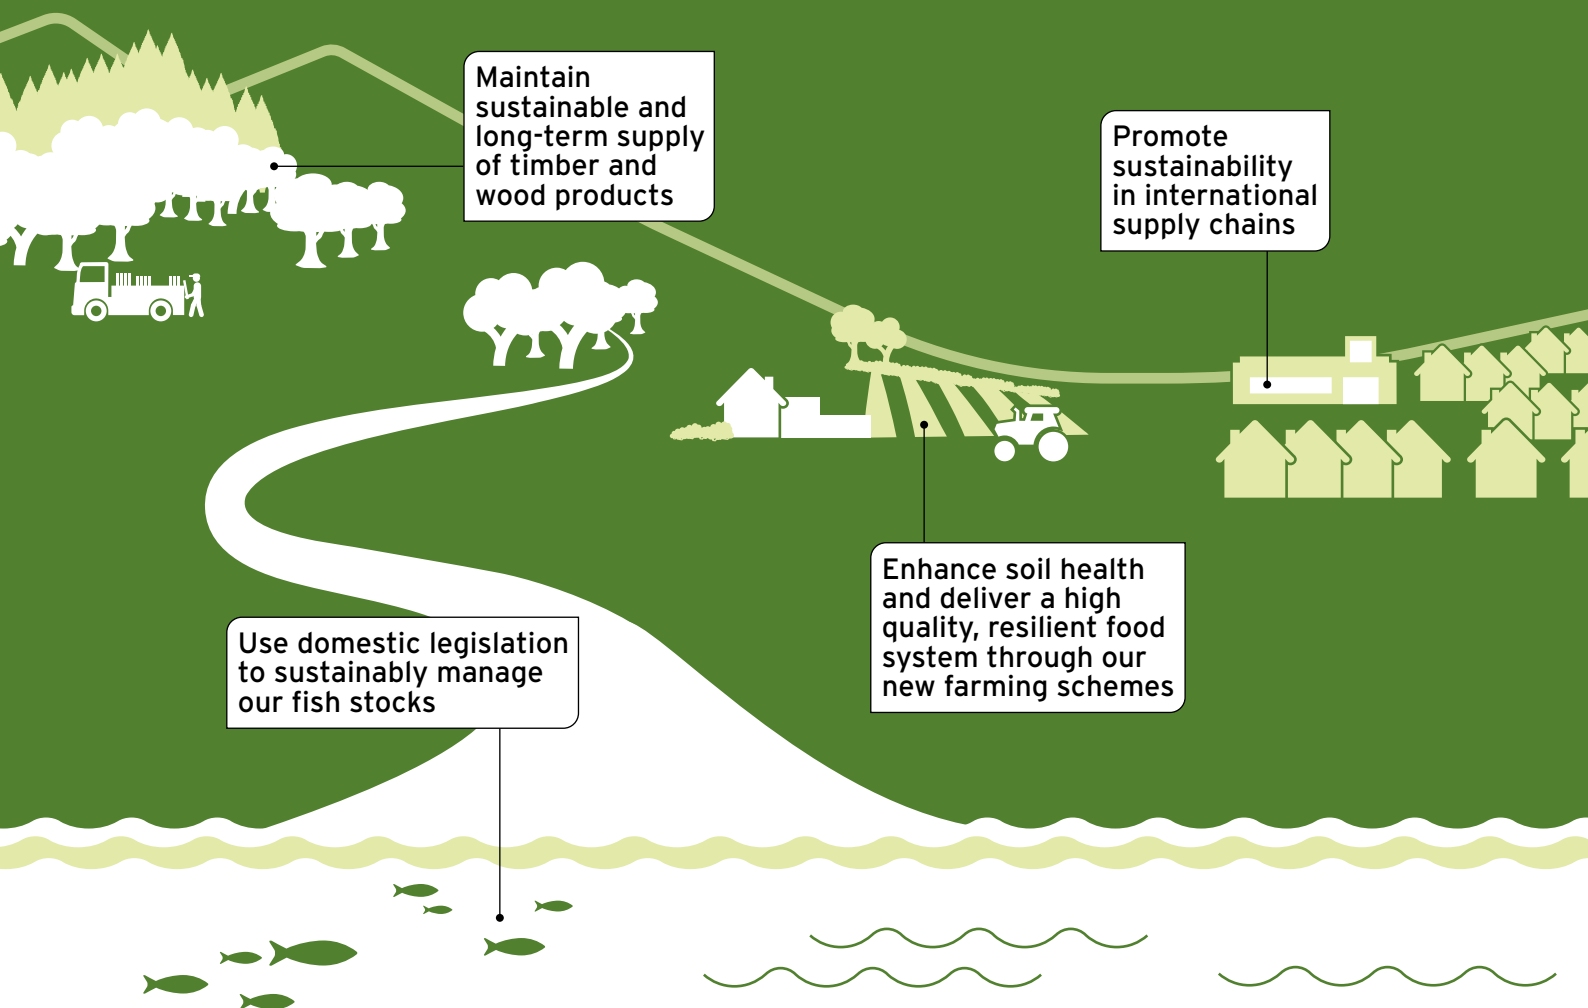 Maintain
sustainable and
long-term supply
of timber and
wood products
Promote
sustainability
in international
supply chains
Enhance soil health
and deliver a high
quality, resilient food
system through our
new farming schemes
Use domestic legislation
to sustainably manage
our fish stocks